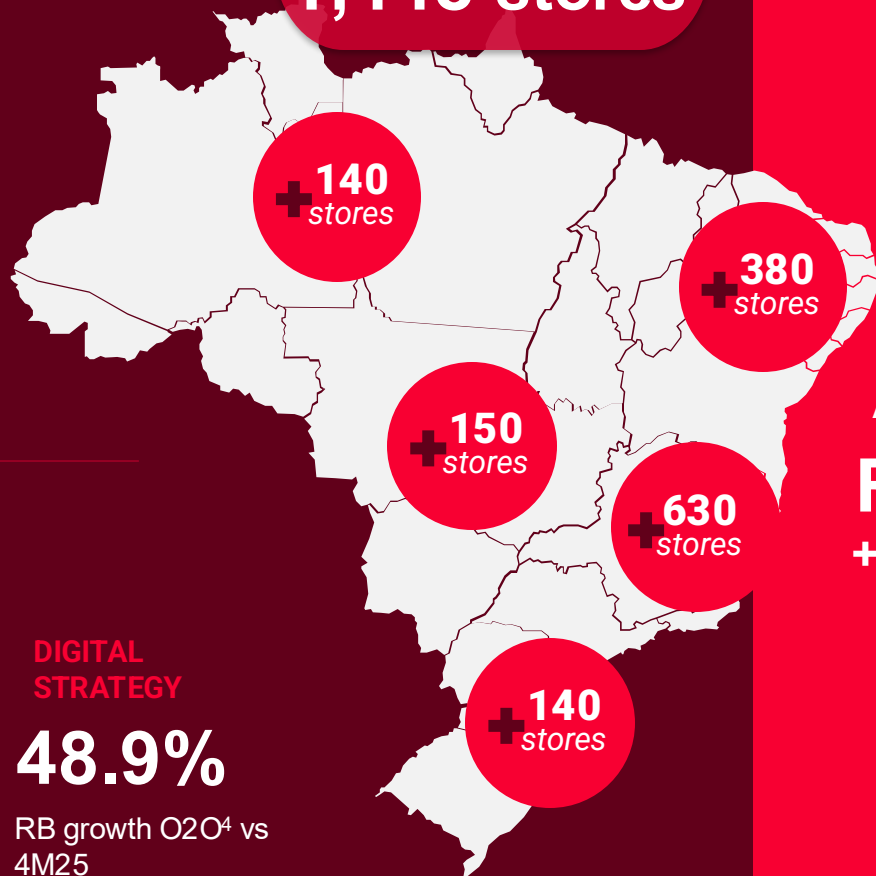 stores
140
stores
380
stores
150
stores
630
stores
140
stores
DIGITAL
STRATEGY
48.9%
RB growth O2O⁴ vs
4M25
+